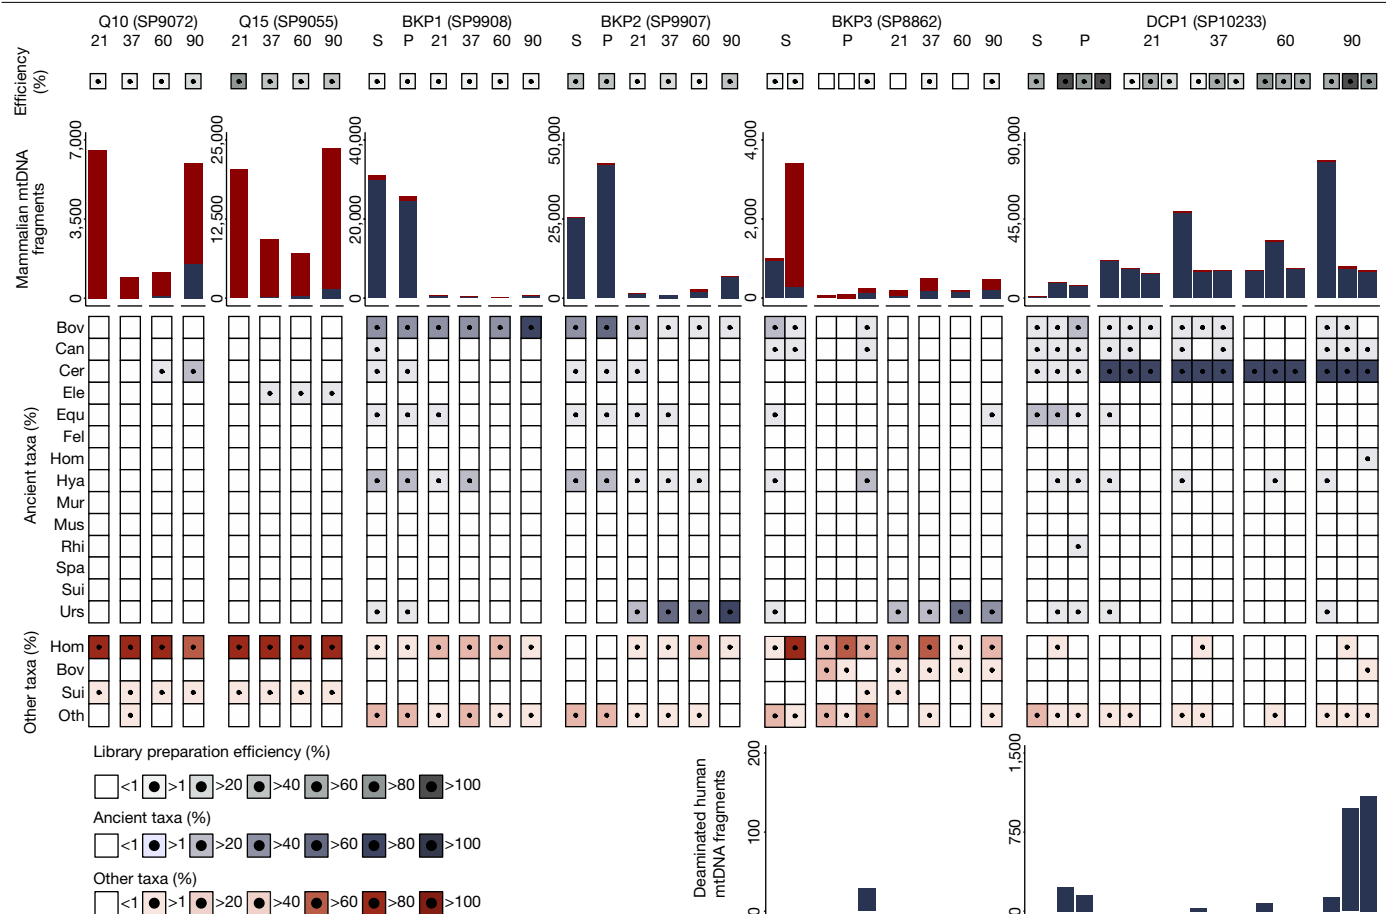 Q10 (SP9072) Q15 (SP9055) BKP1 (SP9908) BKP2 (SP9907) BKP3 (SP8862) DCP1 (SP10233)
21 37 60 90 21 37 60 90 S P 21 37 60 90 S P 21 37 60 90 S P 21 37 60 90 S P 21 37 60 90
Efficiency
(%)
Mammalian mtDNA
fragments
7,000
3,500
0
25,000
12,500
0
40,000
20,000
0
50,000
25,000
0
4,000
2,000
0
90,000
45,000
0
Ancient taxa (%)
Bov
Can
Cer
Ele
Equ
Fel
Hom
Hya
Mur
Mus
Rhi
Spa
Sui
Urs
Other taxa (%)
Hom
Bov
Sui
Oth
Library preparation efficiency (%)
<1 >1 >20 >40 >60 >80 >100
Ancient taxa (%)
<1 >1 >20 >40 >60 >80 >100
Other taxa (%)
<1 >1 >20 >40 >60 >80 >100
Deaminated human
mtDNA fragments
200
100
0
1,500
750
0